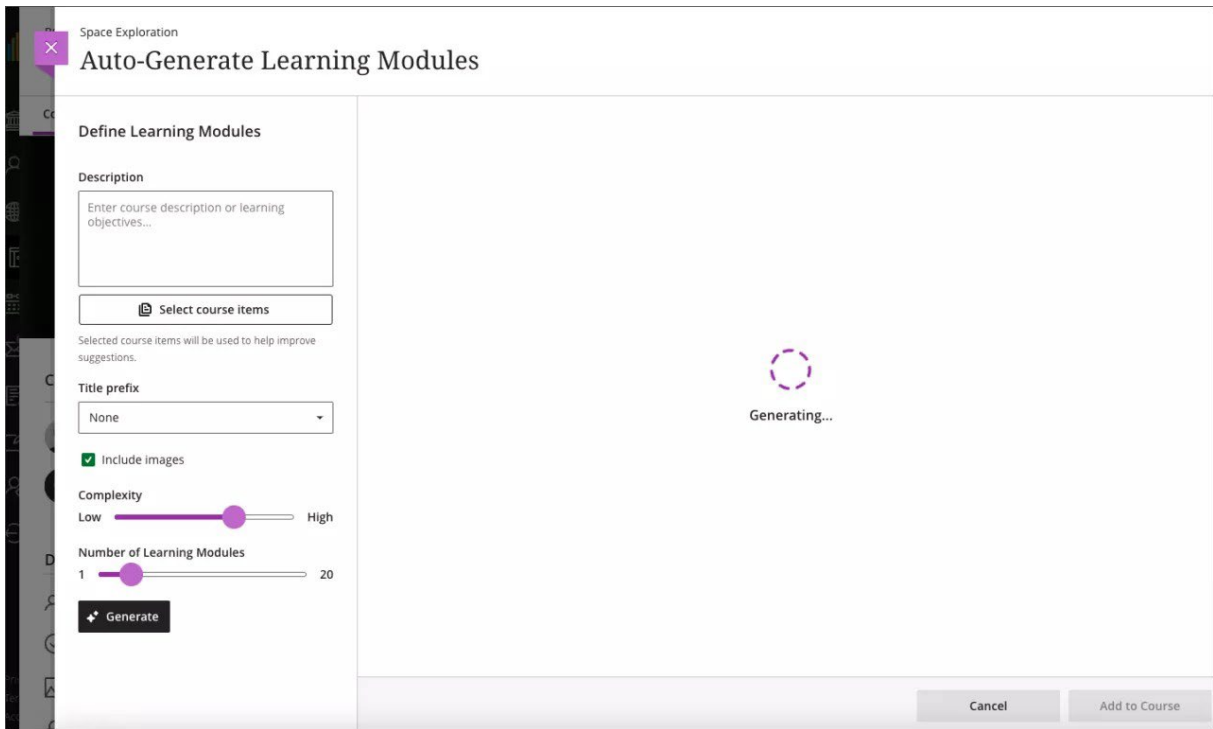 Space Exploration
Auto-Generate Learning Modules
Define Learning Modules
Description
Enter course description or learning
objectives...
Select course items
Selected course items will be used to help improve
suggestions.
Title prefix
None
Include images
Complexity
Low High
Number of Learning Modules
1 20
Generate
Generating...
Cancel Add to Course